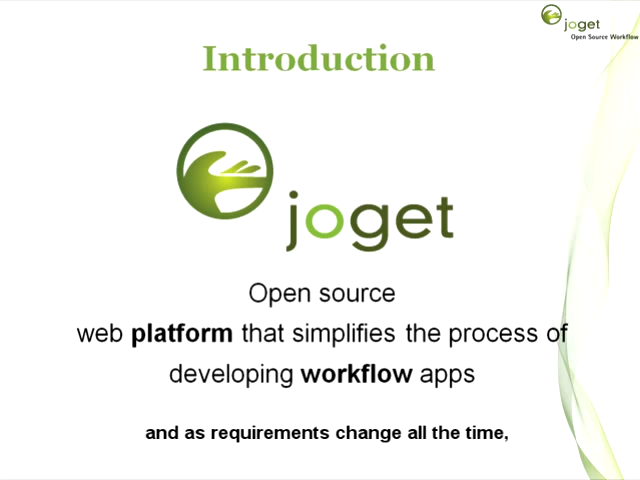 joget
Open Source Workflow
Introduction
joget
Open source
web platform that simplifies the process of
developing workflow apps
and as requirements change all the time,